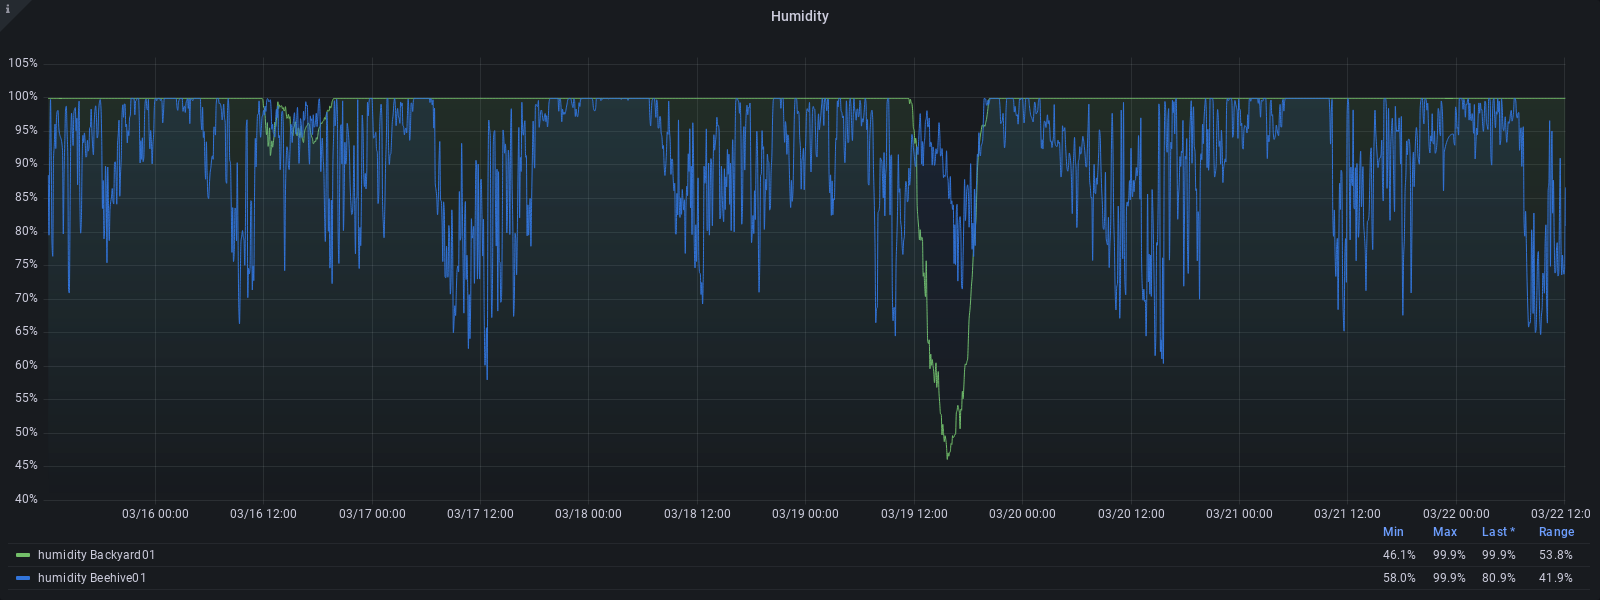 i
Humidity
105%
100%
95%
90%
85%
80%
75%
70%
65%
60%
55%
50%
45%
40%
03/16 00:00 03/16 12:00 03/17 00:00 03/17 12:00 03/18 00:00 03/18 12:00 03/19 00:00 03/19 12:00 03/20 00:00 03/20 12:00 03/21 00:00 03/21 12:00 03/22 00:00 03/22 12:0
Min Max Last * Range
humidity Backyard01 46.1% 99.9% 99.9% 53.8%
humidity Beehive01 58.0% 99.9% 80.9% 41.9%